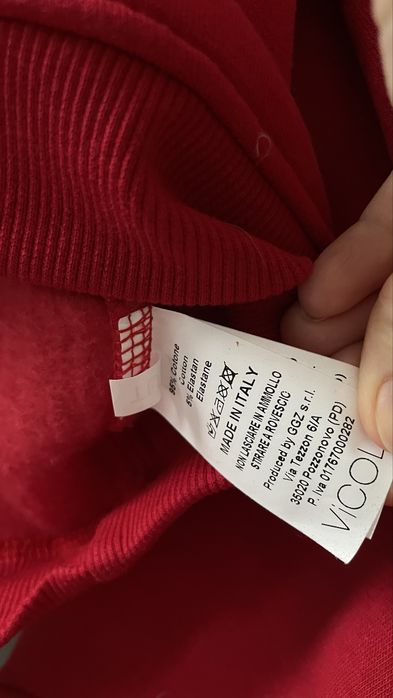 95% Cotone
Coton
5% Elastan
Elastane
MADE IN ITALY
NON LASCIARE IN AMMOLLO
STIRARE A ROVESCIO
Produced by GGZ s.r.l.
Via Tezzon 6/A
35020 Pozzonovo (PD)
P. Iva 01767000282
ViCOL